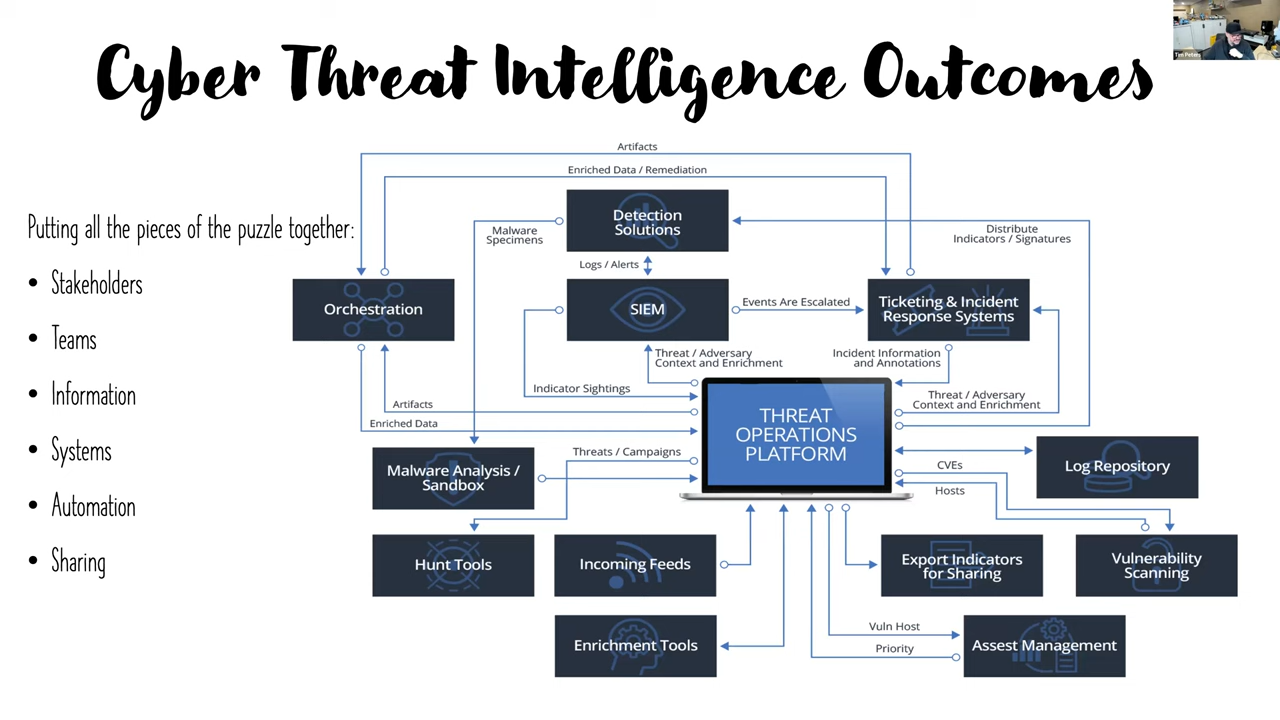 Cyber Threat Intelligence Outcomes
Tim Peters
Putting all the pieces of the puzzle together:
• Stakeholders
• Teams
• Information
• Systems
• Automation
• Sharing
Artifacts
Enriched Data / Remediation
Detection
Solutions
Malware
Specimens
Distribute
Indicators / Signatures
Logs / Alerts
Orchestration
SIEM
Events Are Escalated
Ticketing & Incident
Response Systems
Threat / Adversary
Context and Enrichment
Incident Information
and Annotations
Indicator Sightings
Artifacts
Enriched Data
Threat / Adversary
Context and Enrichment
THREAT
OPERATIONS
PLATFORM
Malware Analysis /
Sandbox
Threats / Campaigns
CVEs
Hosts
Log Repository
Hunt Tools
Incoming Feeds
Export Indicators
for Sharing
Vulnerability
Scanning
Enrichment Tools
Vuln Host
Priority
Assest Management